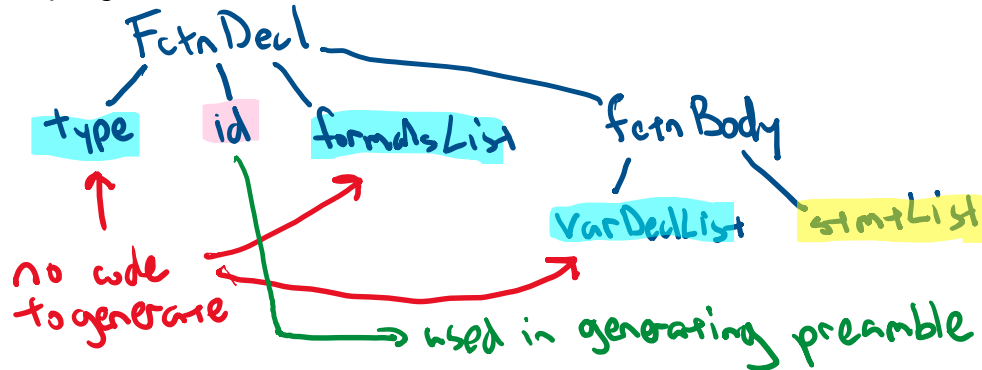 FctnDecl
type id formalsList
fctnBody
varDeclList stmtList
no code
to generate
used in generating preamble